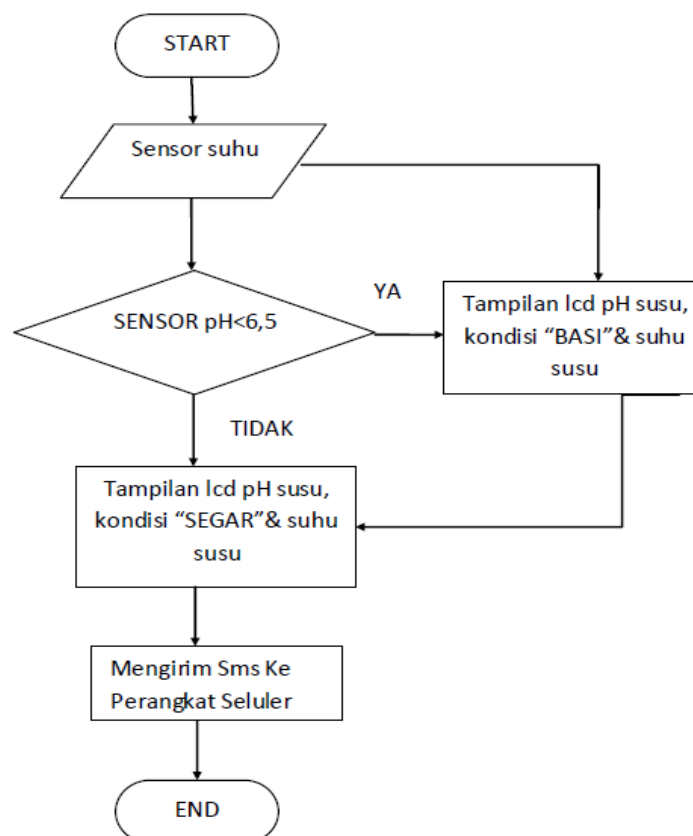 START
Sensor suhu
SENSOR pH<6,5
YA
Tampilan lcd pH susu,
kondisi “BASI”& suhu
susu
TIDAK
Tampilan lcd pH susu,
kondisi “SEGAR”& suhu
susu
Mengirim Sms Ke
Perangkat Seluler
END